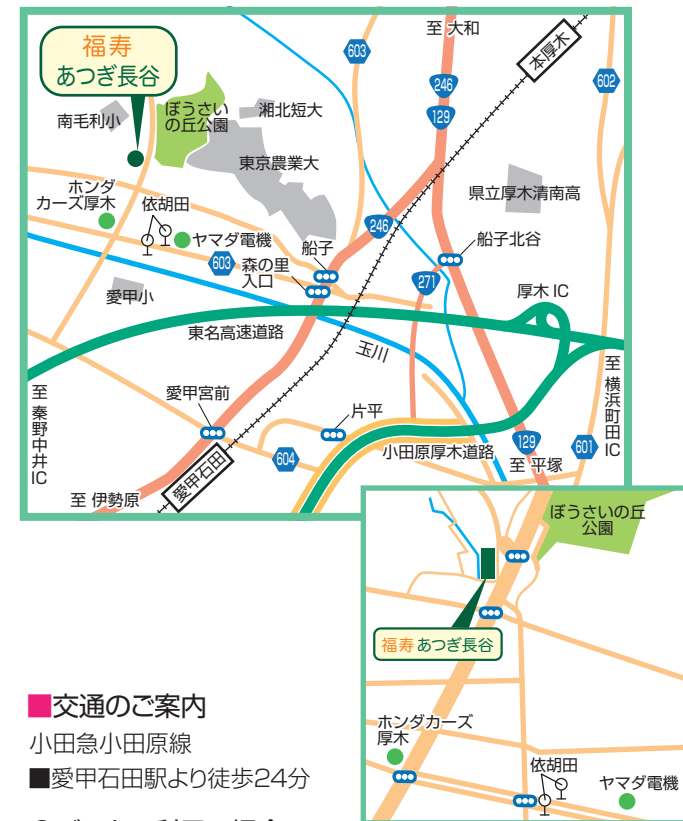 福寿
あつぎ長谷
至 大和
本厚木
603
246
129
602
南毛利小
ぼうさい
の丘公園
湘北短大
東京農業大
県立厚木清南高
ホンダ
カーズ厚木
依胡田
ヤマダ電機
603
船子
246
船子北谷
森の里
入口
271
愛甲小
厚木 IC
東名高速道路
玉川
至 秦野中井IC
愛甲宮前
片平
至 横浜町田IC
604
小田原厚木道路
129
601
至 平塚
愛甲石田
至 伊勢原
ぼうさいの丘
公園
福寿 あつぎ長谷
ホンダカーズ
厚木
依胡田
ヤマダ電機
■交通のご案内
小田急小田原線
■愛甲石田駅より徒歩24分